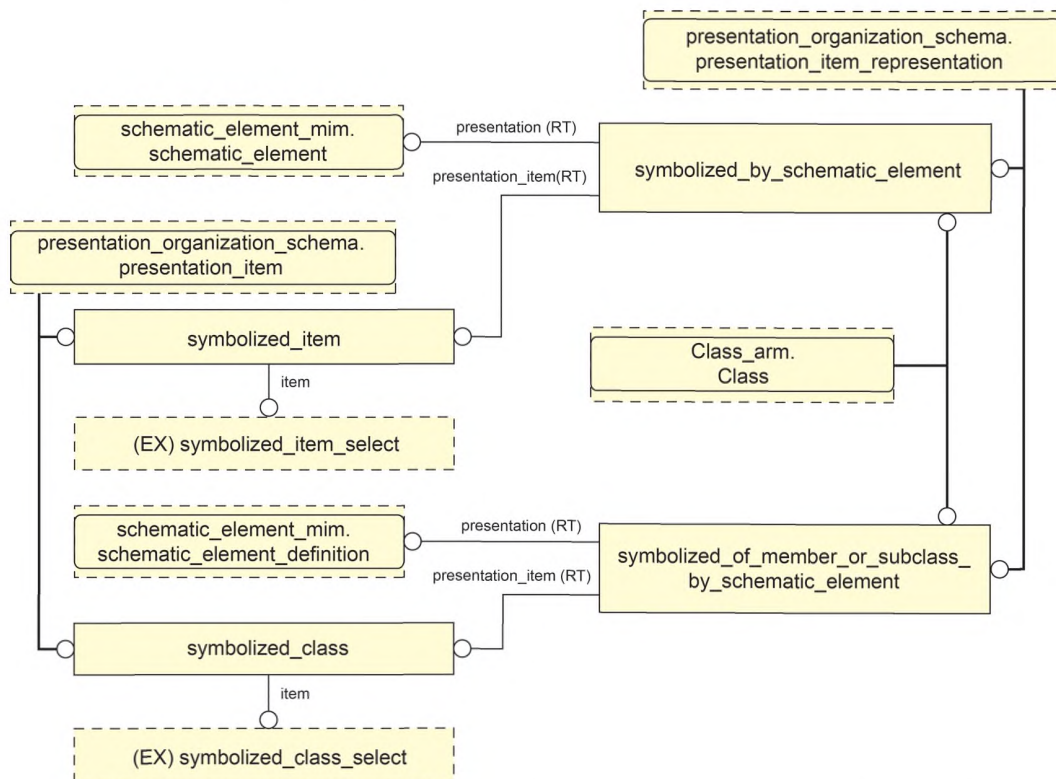 presentation_organization_schema.
presentation_item_representation
schematic_element_mim.
schematic_element
presentation (RT)
presentation_item(RT)
symbolized_by_schematic_element
presentation_organization_schema.
presentation_item
symbolized_item
item
(EX) symbolized_item_select
Class_arm.
Class
schematic_element_mim.
schematic_element_definition
presentation (RT)
presentation_item (RT)
symbolized_of_member_or_subclass_
by_schematic_element
symbolized_class
item
(EX) symbolized_class_select